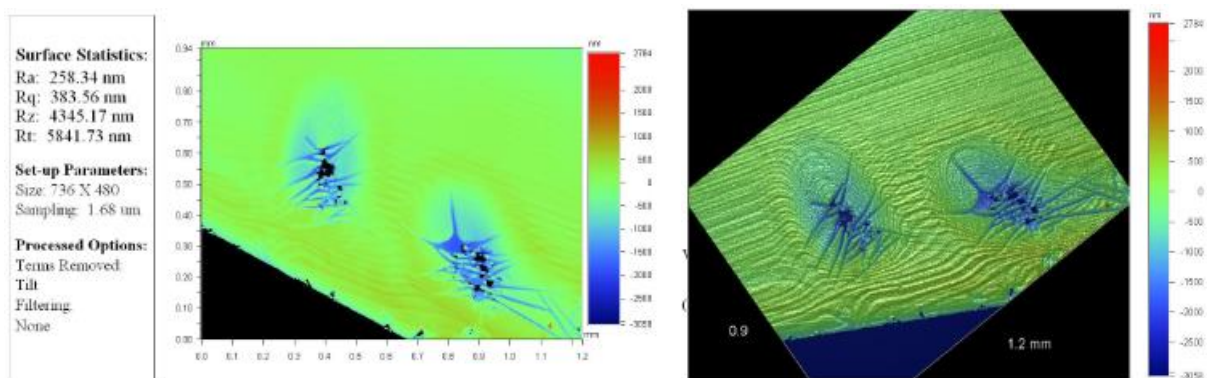 Surface Statistics:
Ra: 258.34 nm
Rq: 383.56 nm
Rz: 4345.17 nm
Rt: 5841.73 nm
Set-up Parameters:
Size: 736 X 480
Sampling: 1.68 um
Processed Options:
Terms Removed:
Tilt
Filtering:
None
mm
0.94
0.80
0.70
0.60
0.50
0.40
0.30
0.20
0.10
0.00
0.0
0.1
0.2
0.3
0.4
0.5
0.6
0.7
0.8
0.9
1.0
1.2
mm
nm
2784
2000
1500
1000
500
0
-500
-1000
-1500
-2000
-2500
-3058
0.9
1.2 mm
nm
2784
2000
1500
1000
500
0
-500
-1000
-1500
-2000
-2500
-3058